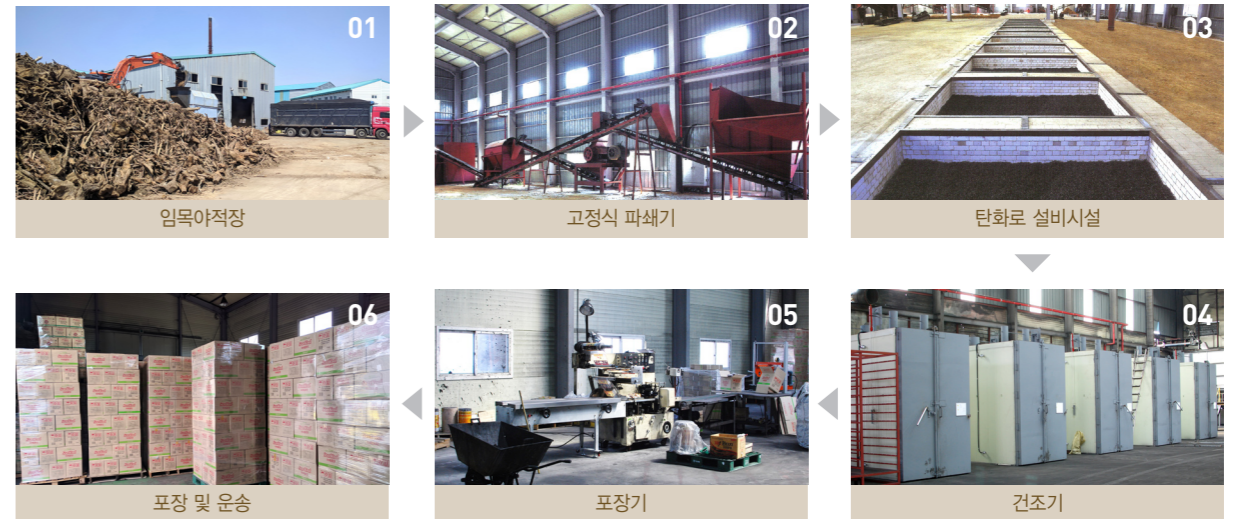 01
임목야적장
02
고정식 파쇄기
03
탄화로 설비시설
04
건조기
05
포장기
06
포장 및 운송